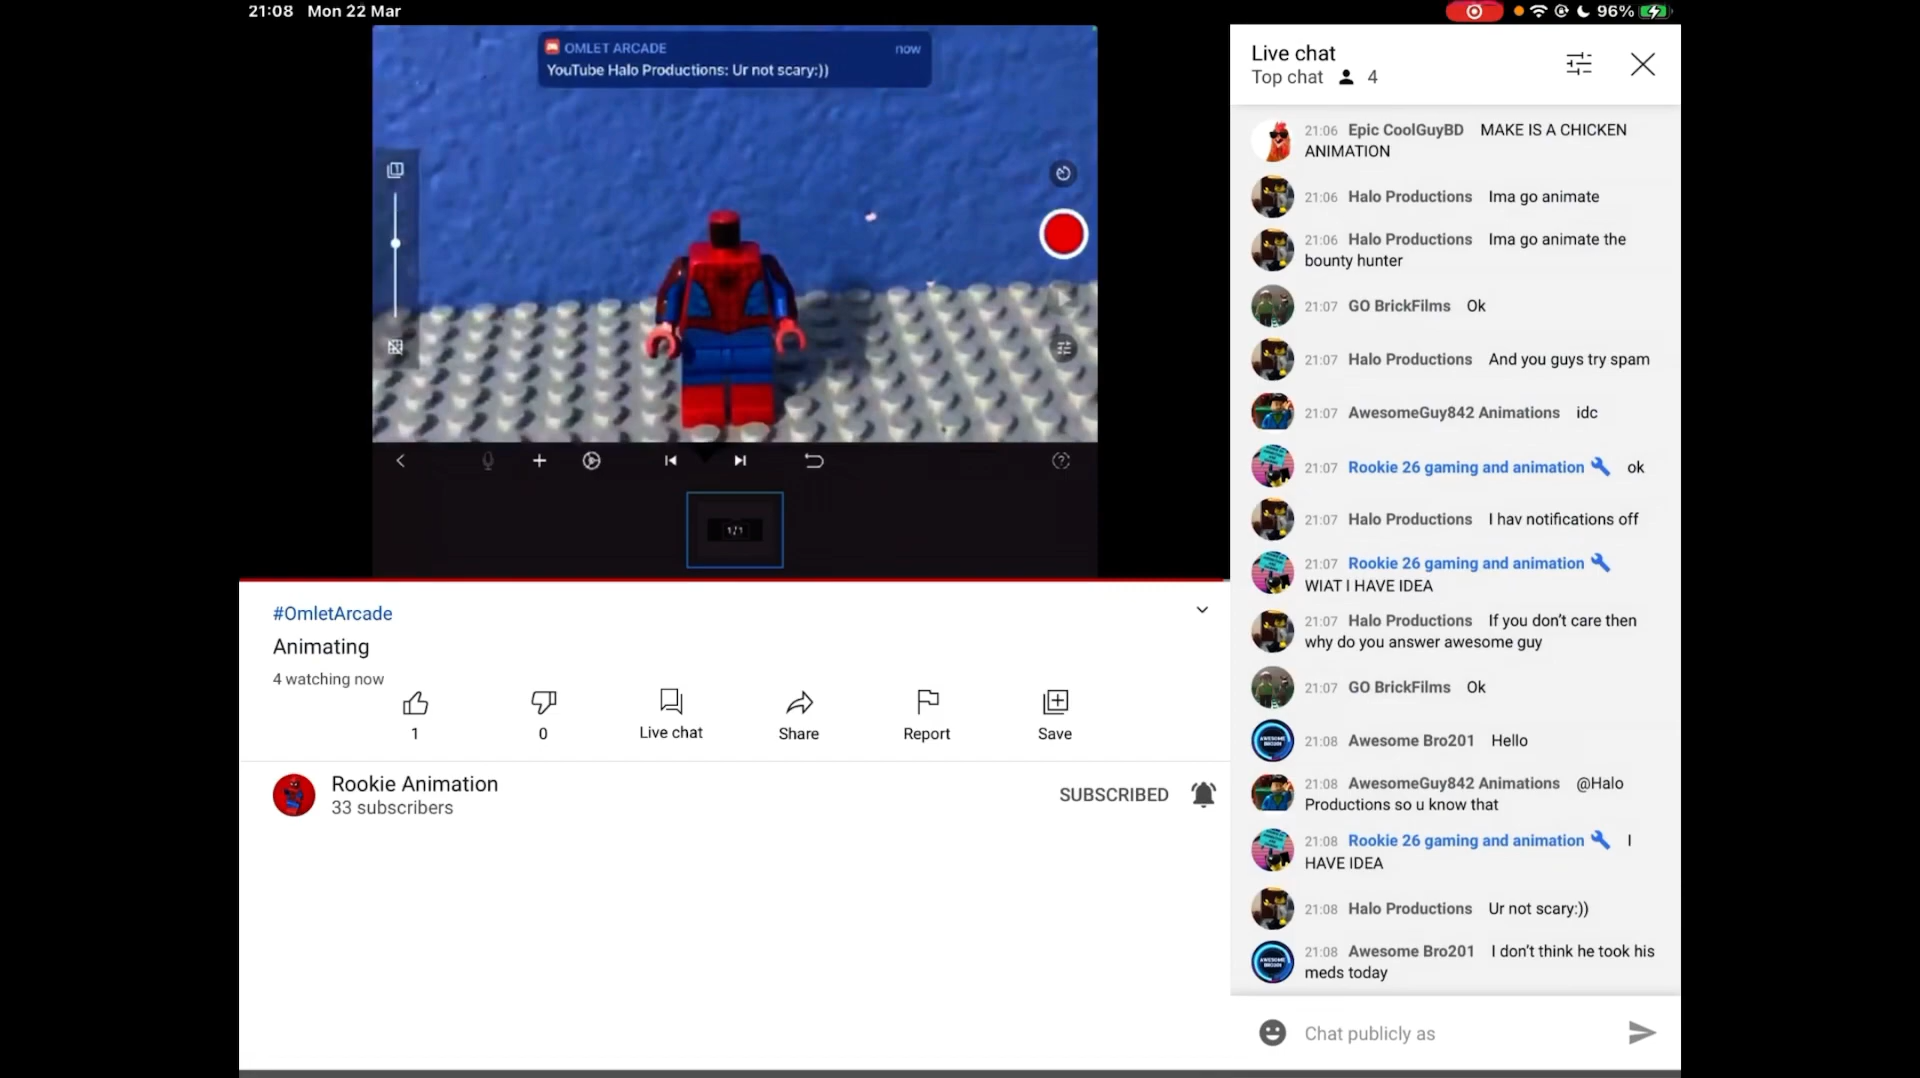 21:08 Mon 22 Mar
96%
OMLET ARCADE now
YouTube Halo Productions: Ur not scary:))
1/1
#OmletArcade
Animating
4 watching now
1
0
Live chat
Share
Report
Save
Rookie Animation
33 subscribers
SUBSCRIBED
Live chat
Top chat 4
21:06 Epic CoolGuyBD MAKE IS A CHICKEN
ANIMATION
21:06 Halo Productions Ima go animate
21:06 Halo Productions Ima go animate the
bounty hunter
21:07 GO BrickFilms Ok
21:07 Halo Productions And you guys try spam
21:07 AwesomeGuy842 Animations idc
21:07 Rookie 26 gaming and animation ok
21:07 Halo Productions I hav notifications off
21:07 Rookie 26 gaming and animation
WIAT I HAVE IDEA
21:07 Halo Productions If you don't care then
why do you answer awesome guy
21:07 GO BrickFilms Ok
21:08 Awesome Bro201 Hello
21:08 AwesomeGuy842 Animations @Halo
Productions so u know that
21:08 Rookie 26 gaming and animation I
HAVE IDEA
21:08 Halo Productions Ur not scary:))
21:08 Awesome Bro201 I don't think he took his
meds today
Chat publicly as